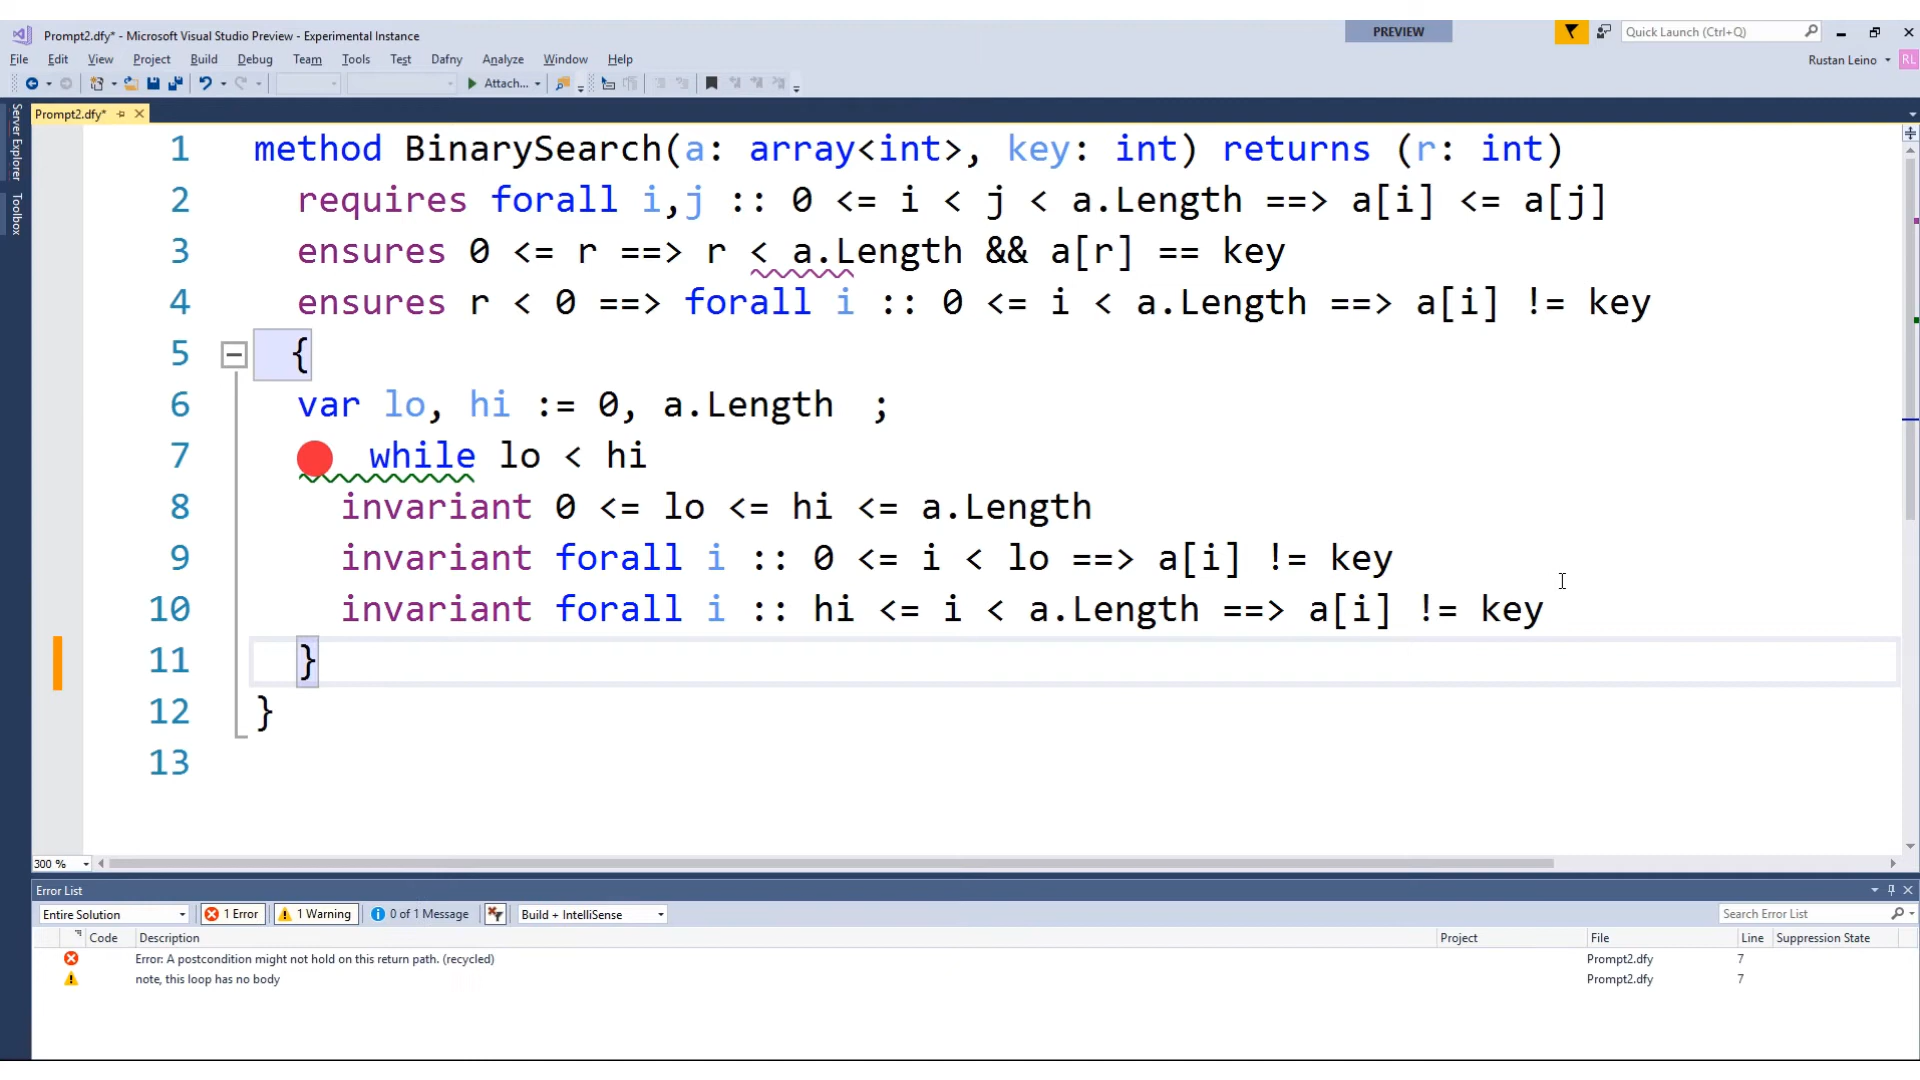 Prompt2.dfy* - Microsoft Visual Studio Preview - Experimental Instance
PREVIEW
Quick Launch (Ctrl+Q)
File Edit View Project Build Debug Team Tools Test Dafny Analyze Window Help
Rustan Leino
RL
Attach...
Server Explorer
Toolbox
Prompt2.dfy*
1 method BinarySearch(a: array<int>, key: int) returns (r: int)
2 requires forall i,j :: 0 <= i < j < a.Length ==> a[i] <= a[j]
3 ensures 0 <= r ==> r < a.Length && a[r] == key
4 ensures r < 0 ==> forall i :: 0 <= i < a.Length ==> a[i] != key
5 {
6 var lo, hi := 0, a.Length ;
7 while lo < hi
8 invariant 0 <= lo <= hi <= a.Length
9 invariant forall i :: 0 <= i < lo ==> a[i] != key
10 invariant forall i :: hi <= i < a.Length ==> a[i] != key
11 }
12 }
13
300 %
Error List
Entire Solution 1 Error 1 Warning 0 of 1 Message Build + IntelliSense Search Error List
Code Description Project File Line Suppression State
Error: A postcondition might not hold on this return path. (recycled) Prompt2.dfy 7
note, this loop has no body Prompt2.dfy 7